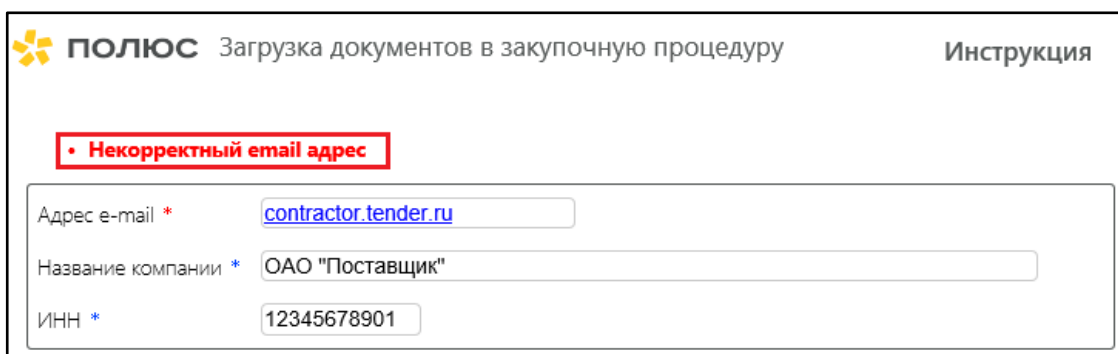 ПОЛЮС Загрузка документов в закупочную процедуру Инструкция
• Некорректный email адрес
Адрес e-mail * contractor.tender.ru
Название компании * ОАО "Поставщик"
ИНН * 12345678901